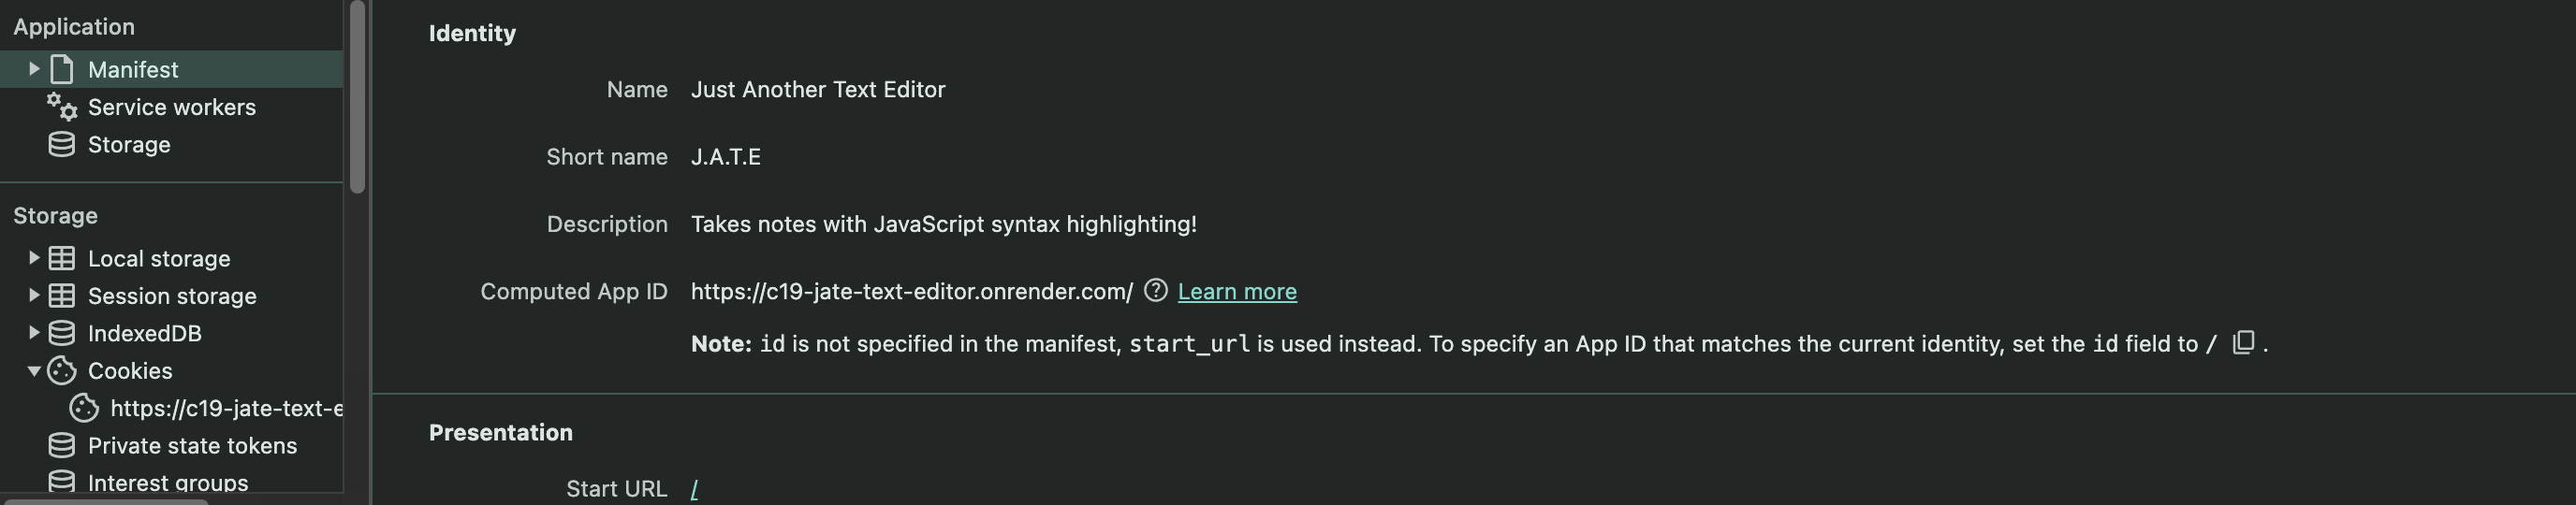 Application
Manifest
Service workers
Storage
Storage
Local storage
Session storage
IndexedDB
Cookies
https://c19-jate-text-e
Private state tokens
Interest groups
Identity
Name Just Another Text Editor
Short name J.A.T.E
Description Takes notes with JavaScript syntax highlighting!
Computed App ID https://c19-jate-text-editor.onrender.com/ Learn more
Note: id is not specified in the manifest, start_url is used instead. To specify an App ID that matches the current identity, set the id field to / .
Presentation
Start URL /